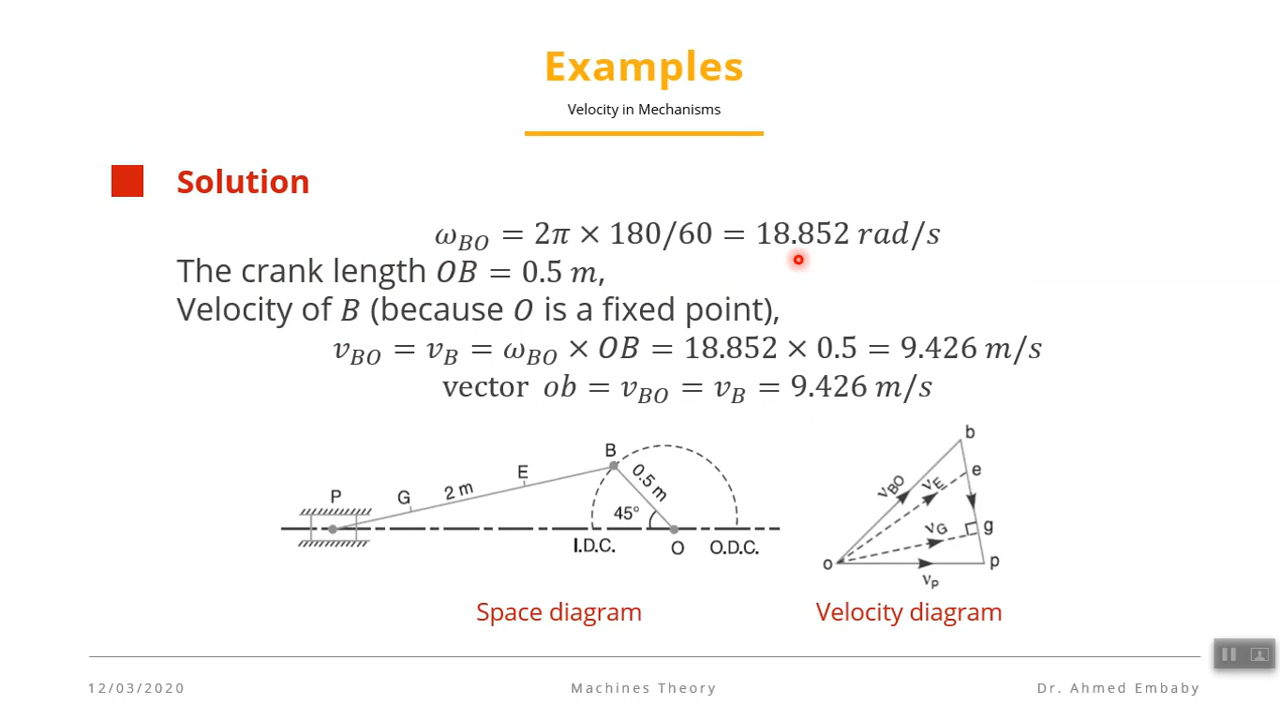 Examples
Velocity in Mechanisms
Solution
ω_BO = 2π × 180/60 = 18.852 rad/s
The crank length OB = 0.5 m,
Velocity of B (because O is a fixed point),
v_BO = v_B = ω_BO × OB = 18.852 × 0.5 = 9.426 m/s
vector ob = v_BO = v_B = 9.426 m/s
P
G
2 m
E
B
0.5 m
45°
I.D.C.
O
O.D.C.
b
e
g
p
o
v_BO
v_E
v_G
v_P
Space diagram
Velocity diagram
12/03/2020
Machines Theory
Dr. Ahmed Embaby